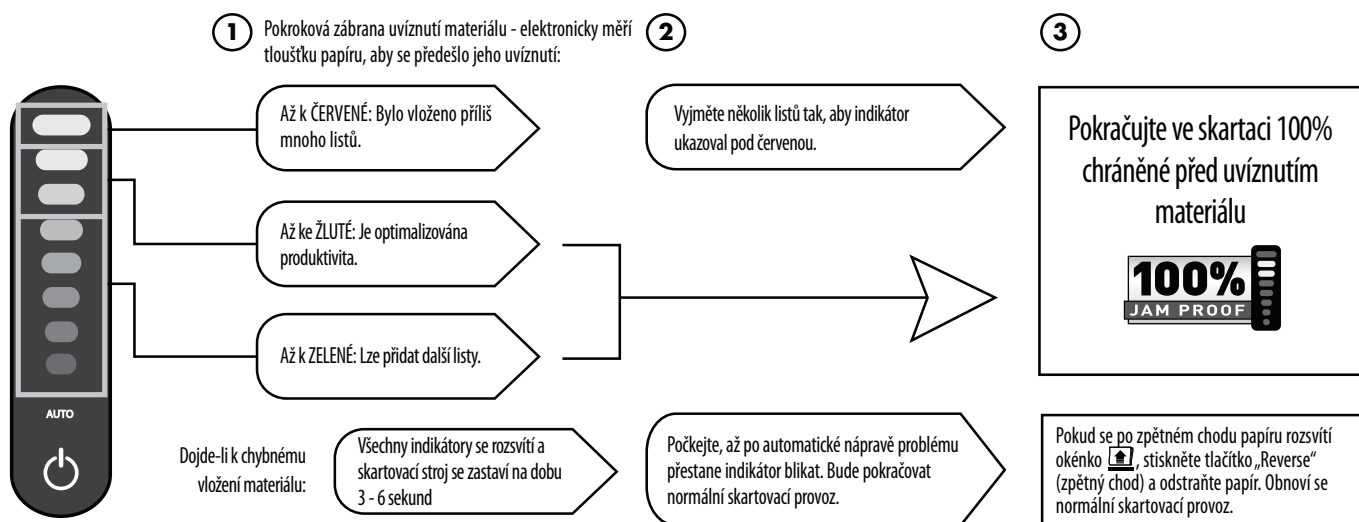 1
Pokroková zábrana uvíznutí materiálu - elektronicky měří
tloušťku papíru, aby se předešlo jeho uvíznutí:
Až k ČERVENÉ: Bylo vloženo příliš
mnoho listů.
Až ke ŽLUTÉ: Je optimalizována
produktivita.
Až k ZELENÉ: Lze přidat další listy.
2
Vyjměte několik listů tak, aby indikátor
ukazoval pod červenou.
3
Pokračujte ve skartaci 100%
chráněné před uvíznutím
materiálu
100%
JAM PROOF
AUTO
Dojde-li k chybnému
vložení materiálu:
Všechny indikátory se rozsvítí a
skartovací stroj se zastaví na dobu
3 - 6 sekund
Počkejte, až po automatické nápravě problému
přestane indikátor blikat. Bude pokračovat
normální skartovací provoz.
Pokud se po zpětném chodu papíru rozsvítí
okénko , stiskněte tlačítko „Reverse“
(zpětný chod) a odstraňte papír. Obnoví se
normální skartovací provoz.